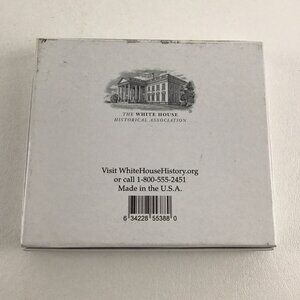 THE WHITE HOUSE
HISTORICAL ASSOCIATION
Visit WhiteHouseHistory.org
or call 1-800-555-2451
Made in the U.S.A.
6 34228 55388 0